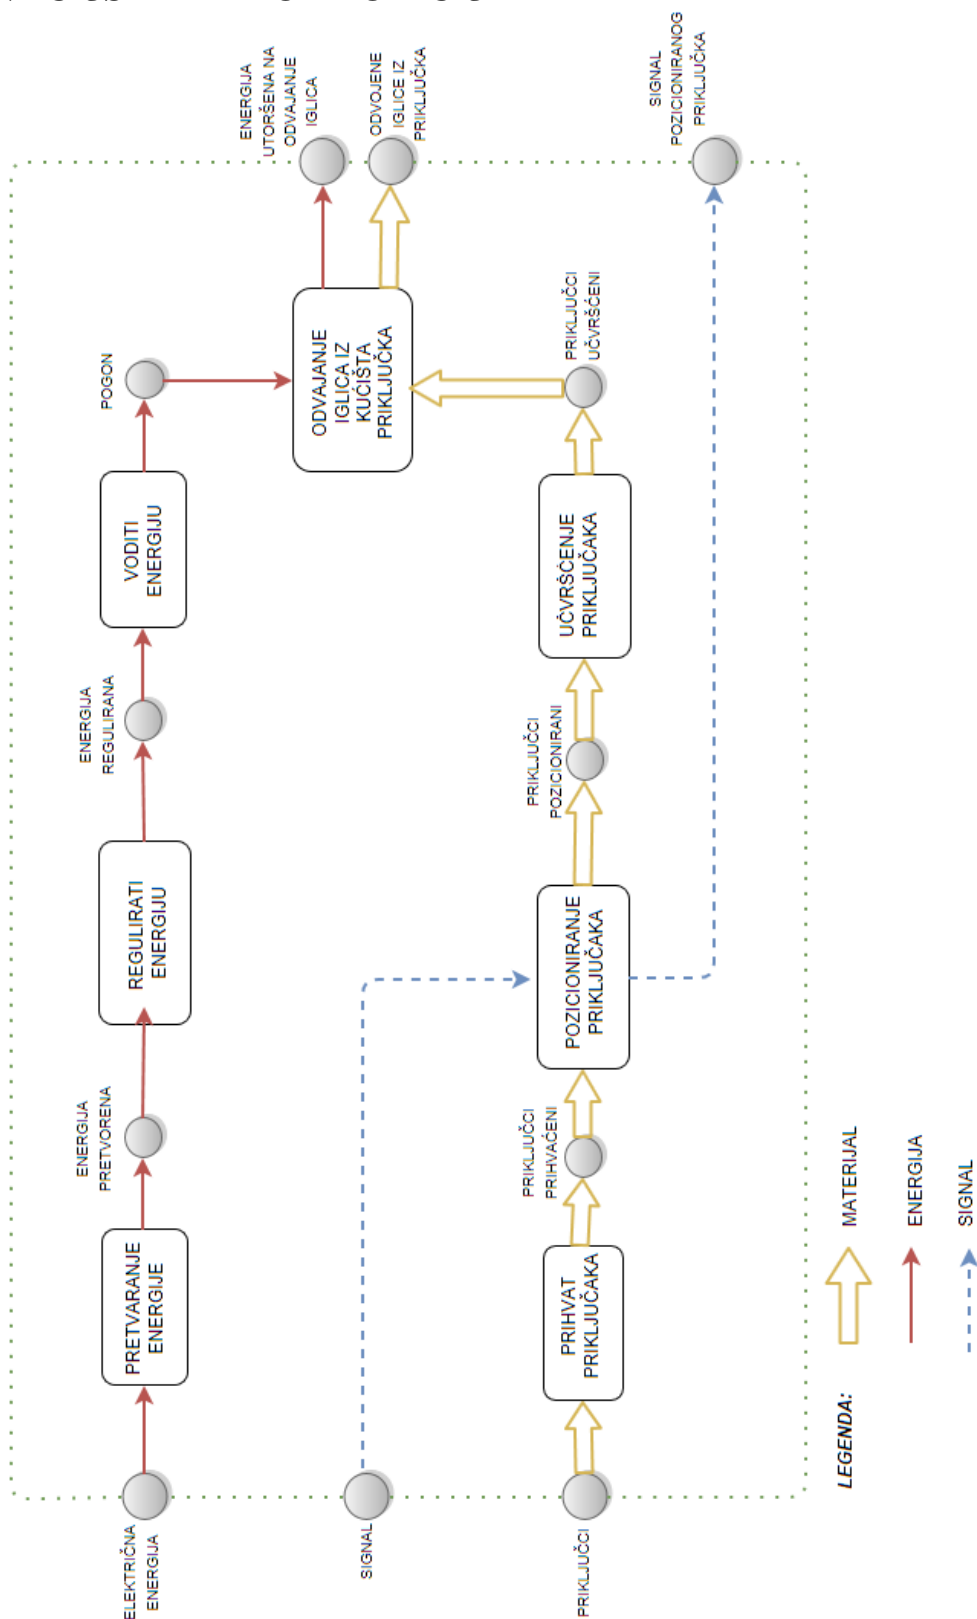 ELEKTRIČNA
ENERGIJA
PRETVARANJE
ENERGIJE
ENERGIJA
PRETVORENA
REGULIRATI
ENERGIJU
ENERGIJA
REGULIRANA
VODITI
ENERGIJU
POGON
ENERGIJA
UTORŠENA NA
ODVAJANJE
IGLICA
SIGNAL
ODVAJANJE
IGLICA IZ
KUĆIŠTA
PRIKLJUČKA
ODVOJENE
IGLICE IZ
PRIKLJUČKA
PRIKLJUČCI
PRIHVAT
PRIKLJUČAKA
PRIKLJUČCI
PRIHVAĆENI
POZICIONIRANJE
PRIKLJUČAKA
PRIKLJUČCI
POZICIONIRANI
UČVRŠĆENJE
PRIKLJUČAKA
PRIKLJUČCI
UČVRŠĆENI
SIGNAL
POZICIONIRANOG
PRIKLJUČKA
LEGENDA:
MATERIJAL
ENERGIJA
SIGNAL